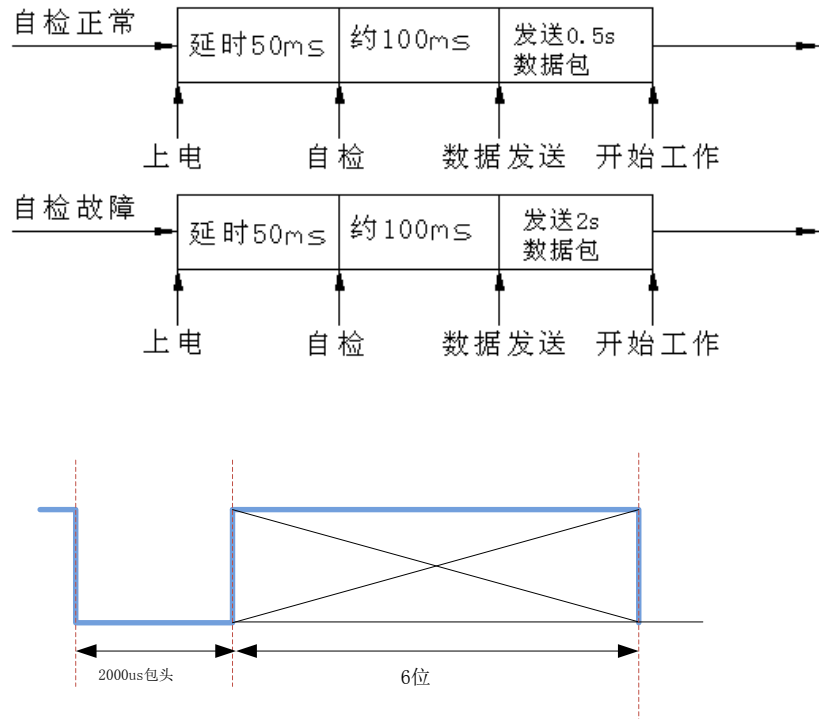 自检正常
延时50ms
约100ms
发送0.5s
数据包
上电
自检
数据发送
开始工作
自检故障
延时50ms
约100ms
发送2s
数据包
上电
自检
数据发送
开始工作
2000us包头
6位